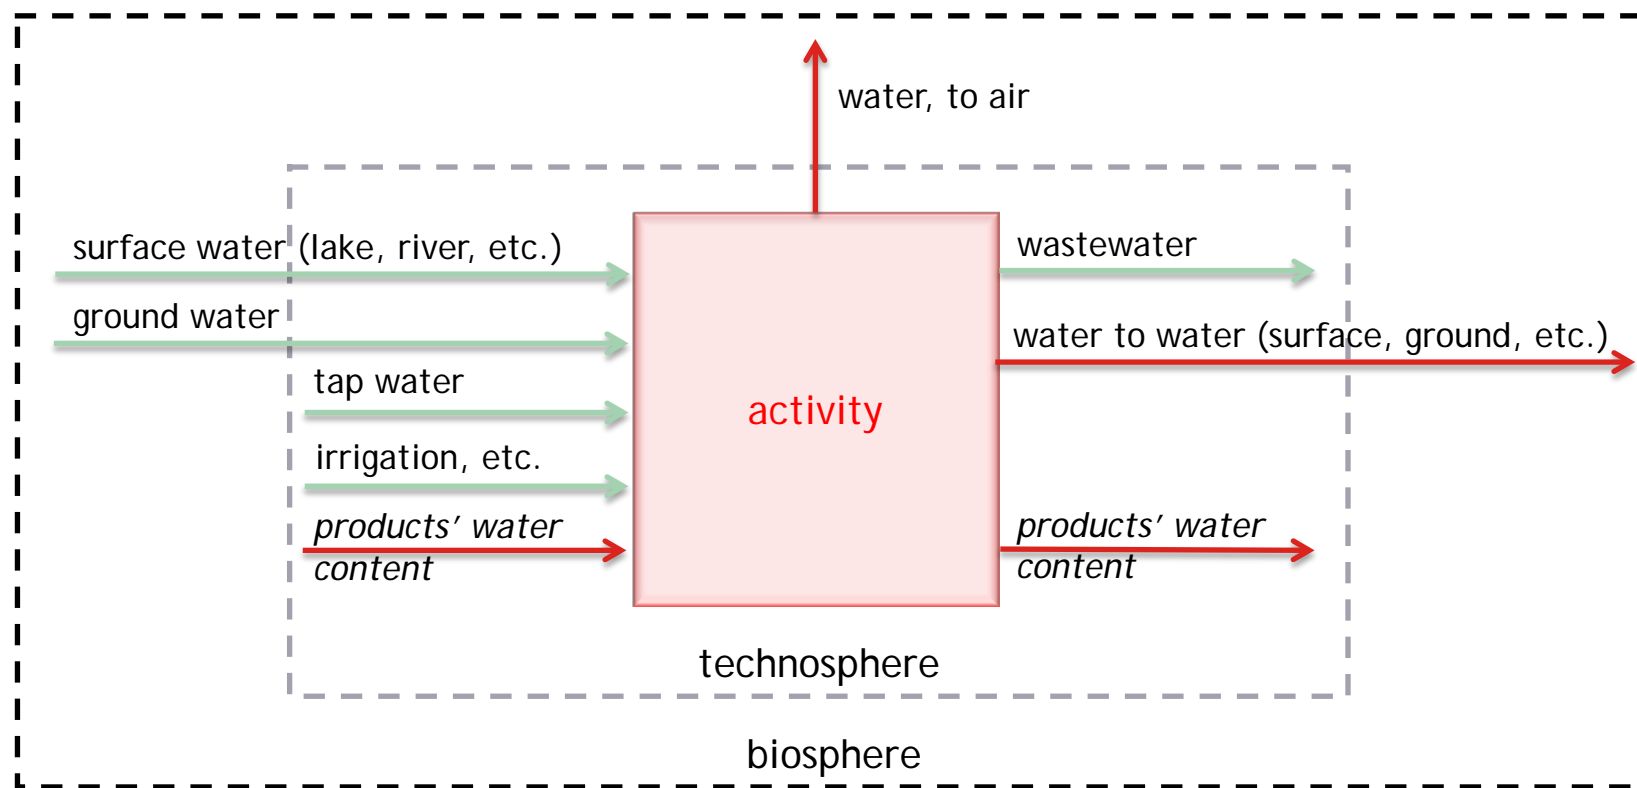 water, to air
surface water (lake, river, etc.)
ground water
tap water
irrigation, etc.
products’ water
content
activity
wastewater
water to water (surface, ground, etc.)
products’ water
content
technosphere
biosphere